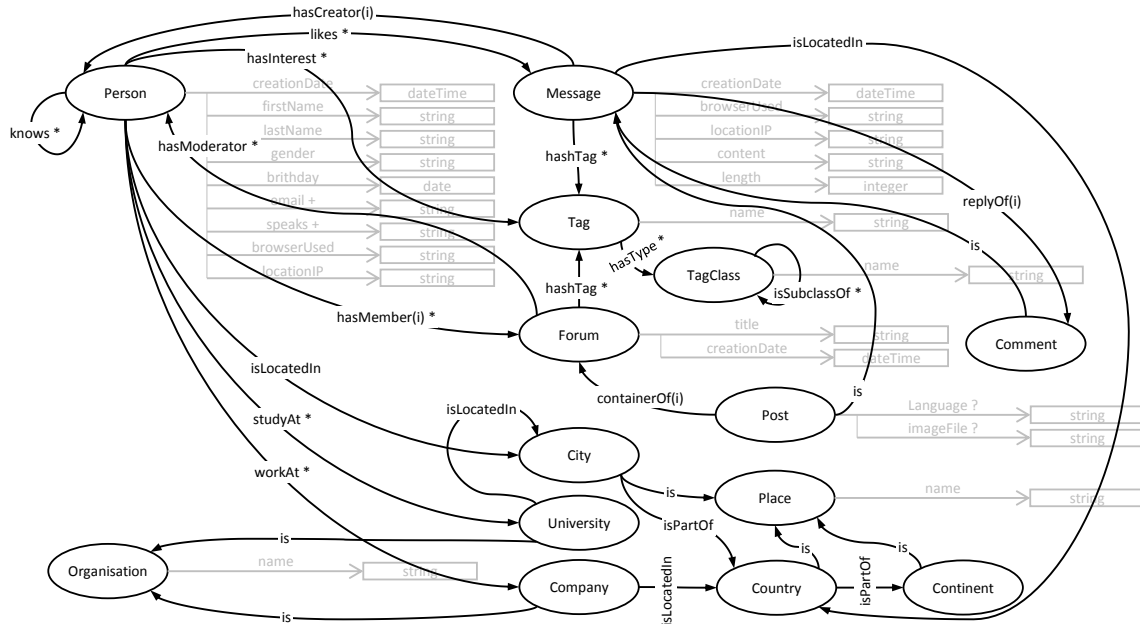 hasCreator(i)
likes *
isLocatedIn
hasInterest *
creationDate
creationDate
Person
dateTime
Message
dateTime
firstName
browserUsed
string
string
knows *
lastName
locationIP
hasModerator *
string
hashTag *
string
gender
content
string
string
brithday
length
date
integer
replyOf(i)
email +
string
name
speaks +
Tag
string
string
is
browserUsed
hasType *
string
locationIP
TagClass
name
string
string
hashTag *
isSubclassOf *
hasMember(i) *
title
Forum
string
Comment
creationDate
dateTime
isLocatedIn
is
containerOf(i)
isLocatedIn
Post
Language ?
string
studyAt *
imageFile ?
string
City
workAt *
is
name
Place
string
University
isPartOf
is
is
is
name
isLocatedIn
isPartOf
Organisation
string
Company
Country
Continent
is